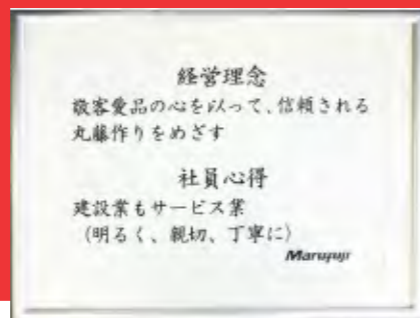 経営理念
敬客愛品の心を以って、信頼される
丸藤作りをめざす
社員心得
建設業もサービス業
(明るく、親切、丁寧に)
Marufuji